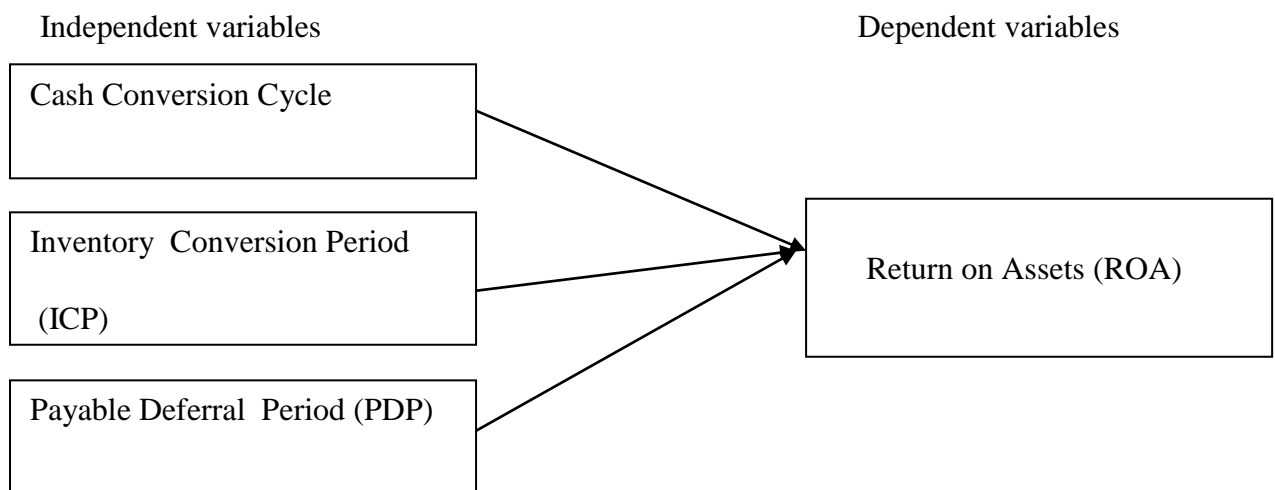 Independent variables
Dependent variables
Cash Conversion Cycle
Inventory Conversion Period
(ICP)
Payable Deferral Period (PDP)
Return on Assets (ROA)